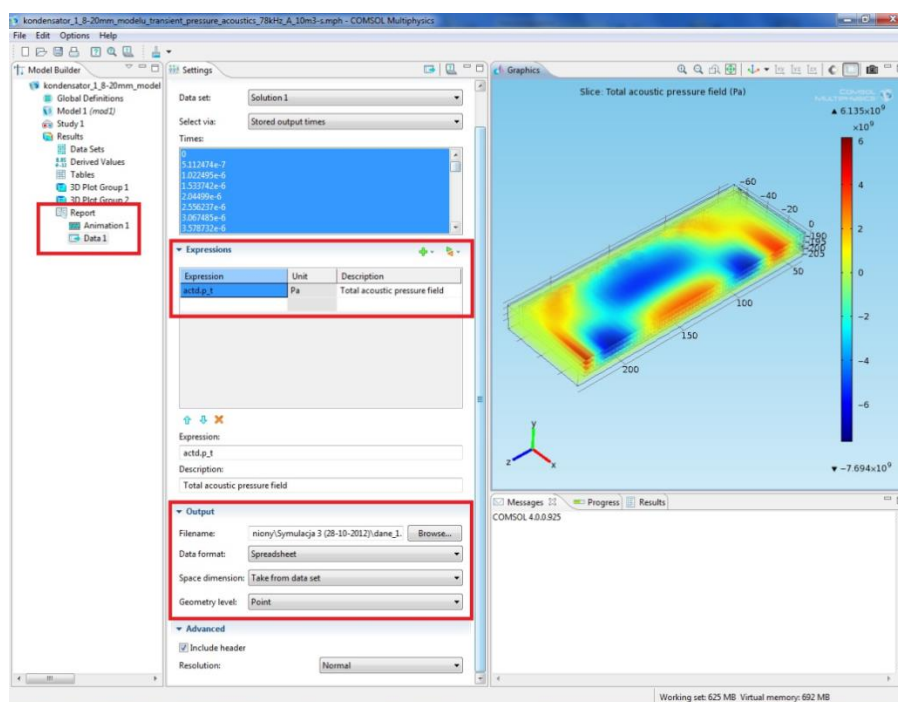 kondensator_1_8-20mm_modelu_transient_pressure_acoustics_78kHz_A_10m3-s.mph - COMSOL Multiphysics
File Edit Options Help
Model Builder
kondensator_1_8-20mm_model
Global Definitions
Model 1 (mod1)
Study 1
Results
Data Sets
Derived Values
Tables
3D Plot Group 1
3D Plot Group 2
Report
Animation 1
Data 1
Settings
Data set: Solution 1
Select via: Stored output times
Times:
0
5.112474e-7
1.022495e-6
1.533742e-6
2.04499e-6
2.556237e-6
3.067485e-6
3.578732e-6
Expressions
Expression Unit Description
actd.p_t Pa Total acoustic pressure field
Expression:
actd.p_t
Description:
Total acoustic pressure field
Output
Filename: niony\Symulacja 3 (28-10-2012)\dane_1. Browse...
Data format: Spreadsheet
Space dimension: Take from data set
Geometry level: Point
Advanced
Include header
Resolution: Normal
Graphics
Slice: Total acoustic pressure field (Pa)
COMSOL
MULTIPHYSICS
▲ 6.135×10⁹
×10⁹
6
4
2
0
−2
−4
−6
▼ −7.694×10⁹
−60
−40
−20
0
−190
−195
−200
−205
50
100
150
200
y
z
x
Messages Progress Results
COMSOL 4.0.0.925
Working set: 625 MB Virtual memory: 692 MB